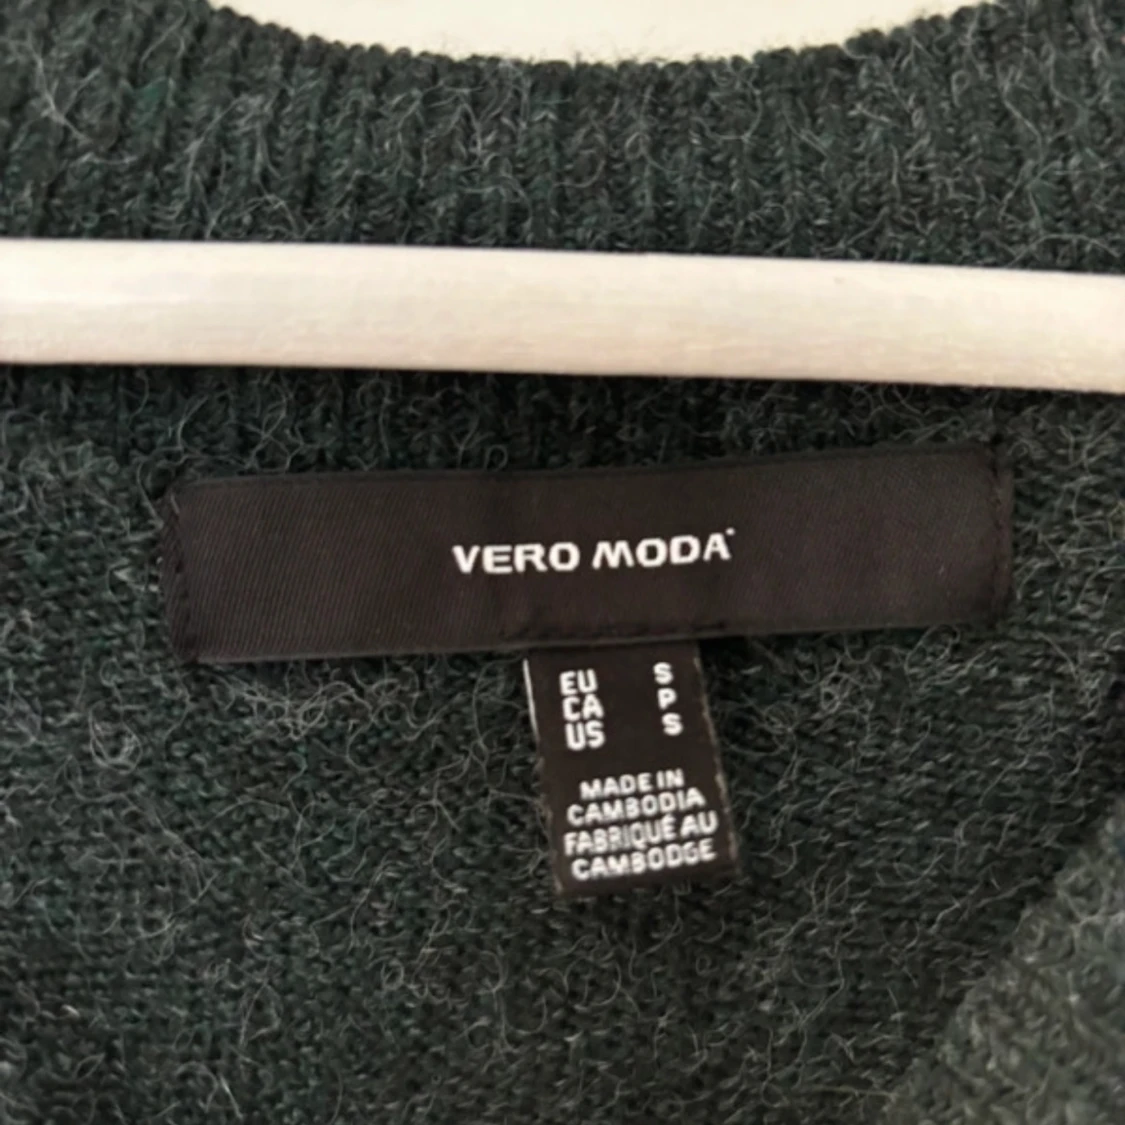 VERO MODA
EU S
CA P
US S
MADE IN
CAMBODIA
FABRIQUÉ AU
CAMBODGE